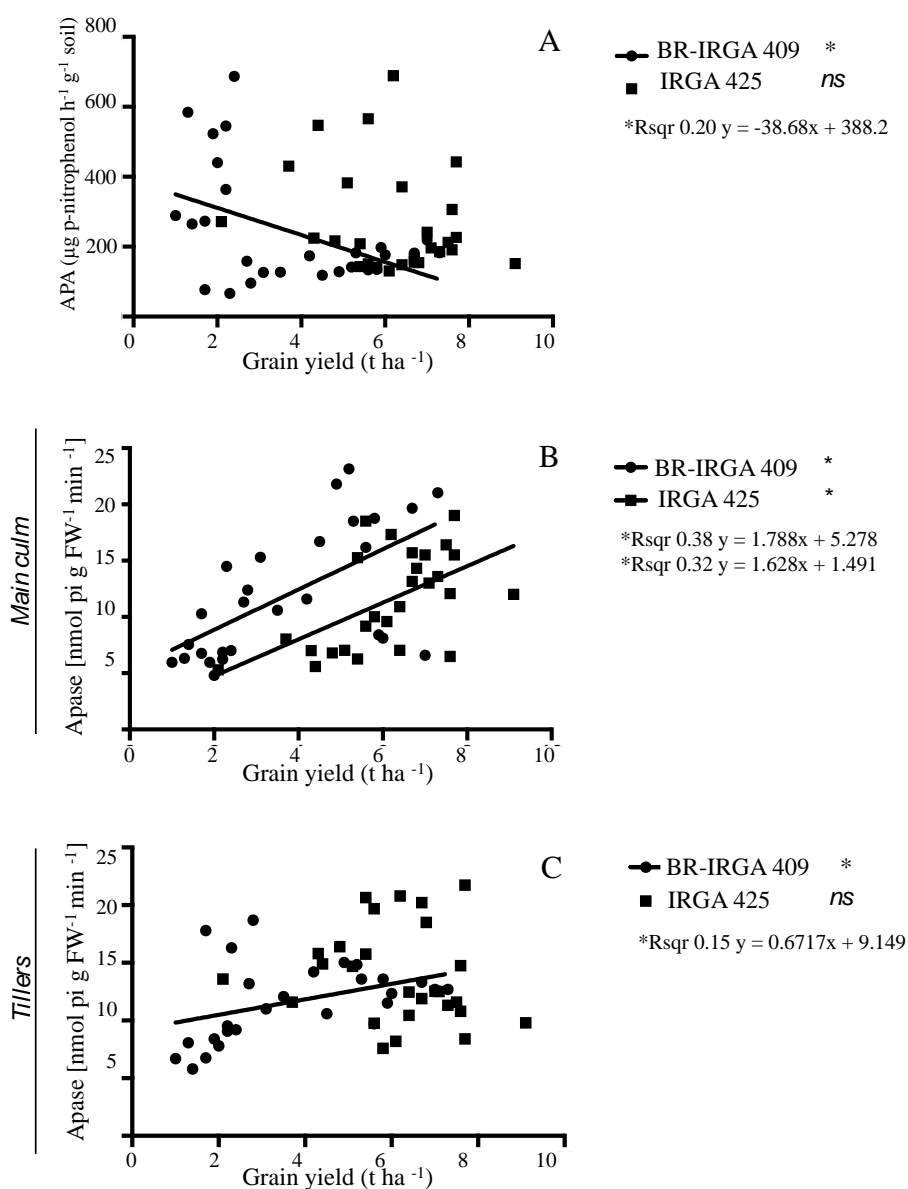 A
APA (µg p-nitrophenol h-1 g-1 soil)
800
600
400
200
0 2 4 6 8 10
Grain yield (t ha -1)
BR-IRGA 409 *
IRGA 425 ns
*Rsqr 0.20 y = -38.68x + 388.2
B
Main culm
Apase [nmol pi g FW-1 min -1]
25
20
15
10
5
0 2 4 6 8 10
Grain yield (t ha -1)
BR-IRGA 409 *
IRGA 425 *
*Rsqr 0.38 y = 1.788x + 5.278
*Rsqr 0.32 y = 1.628x + 1.491
C
Tillers
Apase [nmol pi g FW-1 min -1]
25
20
15
10
5
0 2 4 6 8 10
Grain yield (t ha -1)
BR-IRGA 409 *
IRGA 425 ns
*Rsqr 0.15 y = 0.6717x + 9.149